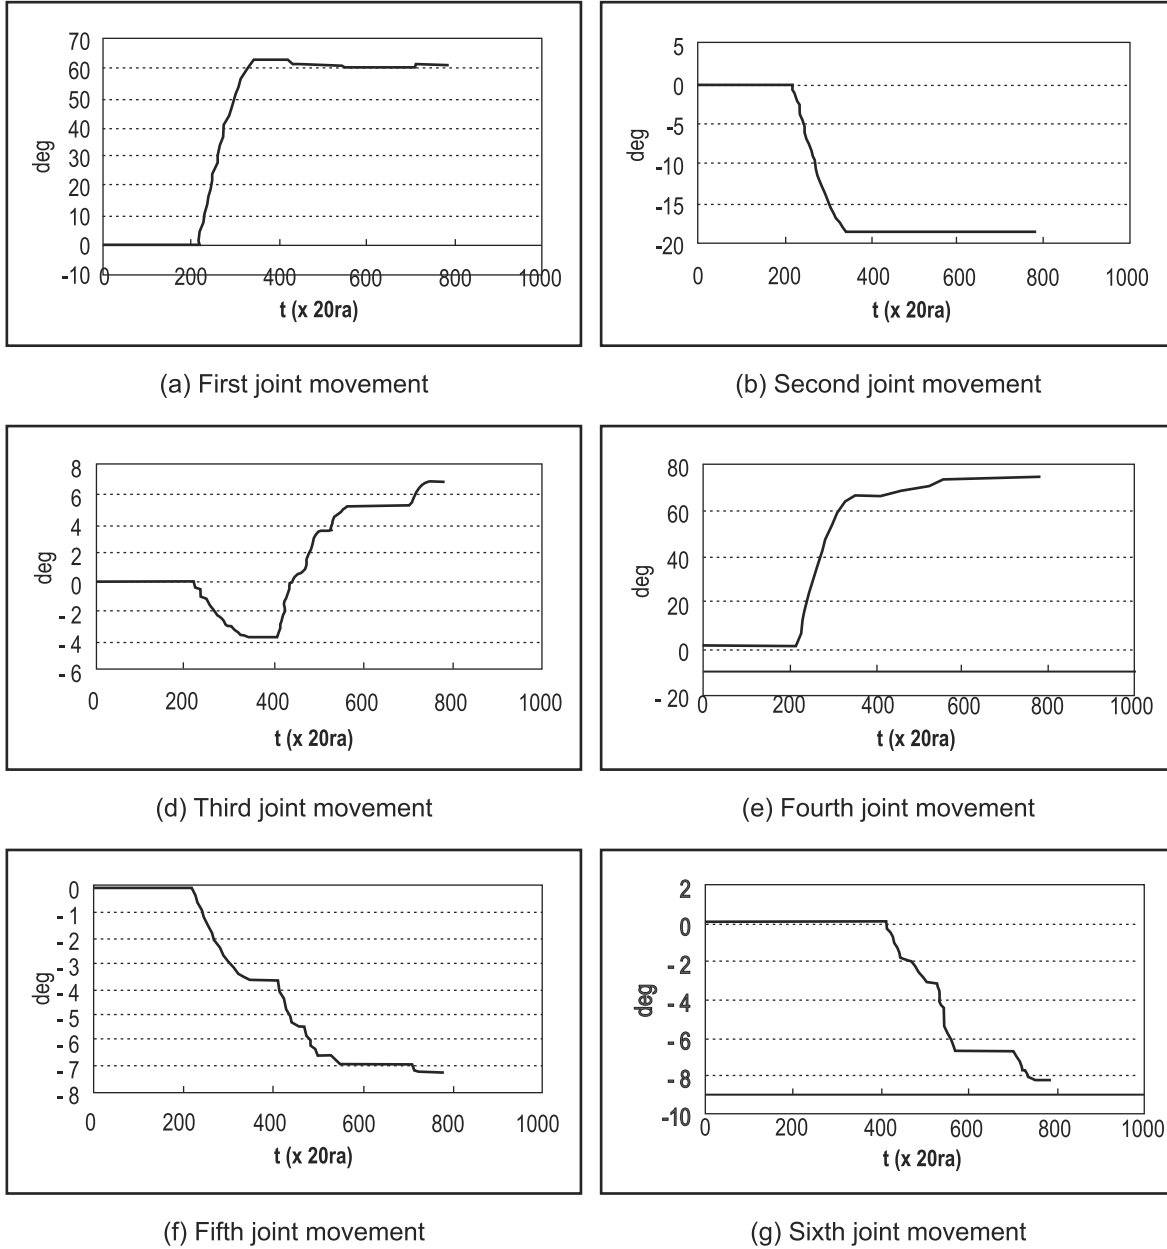 70
60
50
40
30
20
10
0
-10
deg
0 200 400 600 800 1000
t (x 20ra)
(a) First joint movement
5
0
-5
-10
-15
-20
deg
0 200 400 600 800 1000
t (x 20ra)
(b) Second joint movement
8
6
4
2
0
- 2
- 4
- 6
deg
0 200 400 600 800 1000
t (x 20ra)
(d) Third joint movement
80
60
40
20
0
- 20
deg
0 200 400 600 800 1000
t (x 20ra)
(e) Fourth joint movement
0
- 1
- 2
- 3
- 4
- 5
- 6
- 7
- 8
deg
0 200 400 600 800 1000
t (x 20ra)
(f) Fifth joint movement
2
0
- 2
- 4
- 6
- 8
-10
deg
0 200 400 600 800 1000
t (x 20ra)
(g) Sixth joint movement